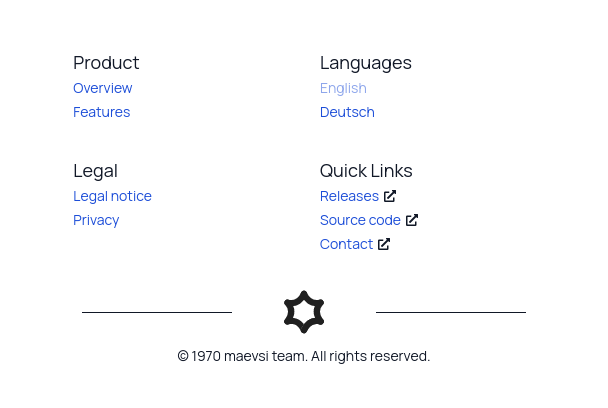 Product
Overview
Features
Languages
English
Deutsch
Legal
Legal notice
Privacy
Quick Links
Releases
Source code
Contact
© 1970 maevsi team. All rights reserved.